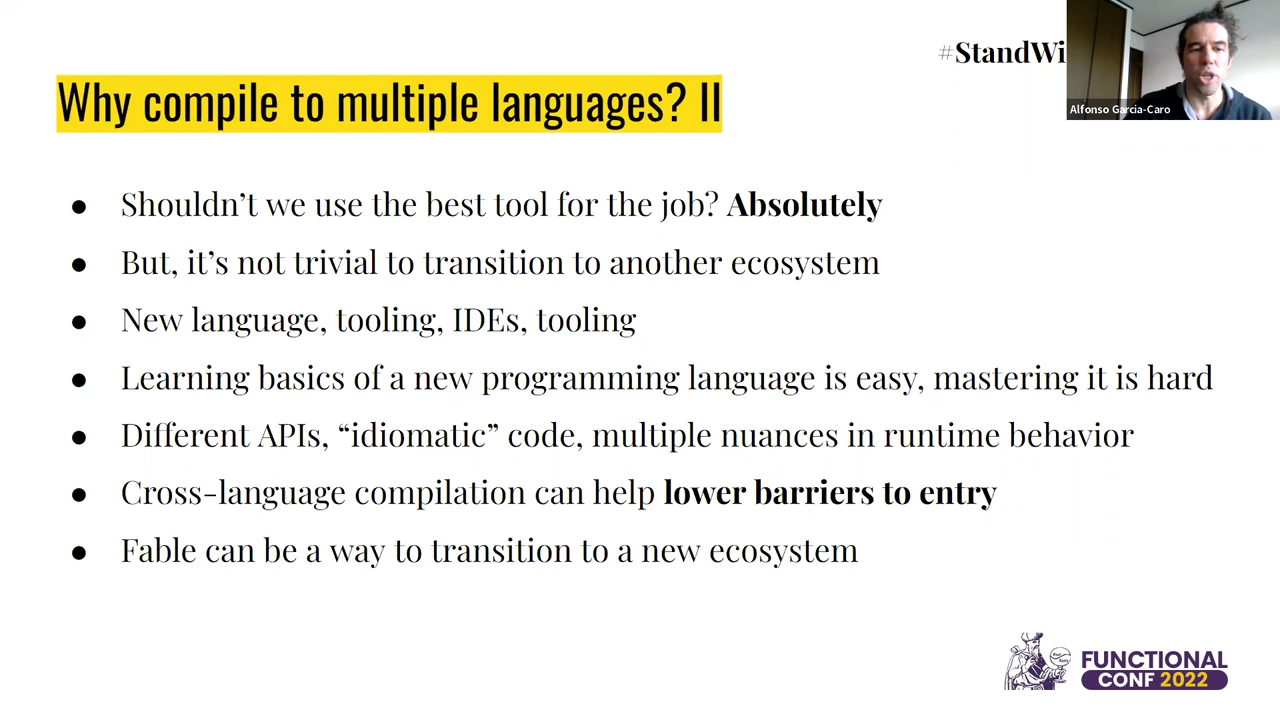 #StandWi
Alfonso Garcia-Caro
Why compile to multiple languages? II
● Shouldn’t we use the best tool for the job? Absolutely
● But, it’s not trivial to transition to another ecosystem
● New language, tooling, IDEs, tooling
● Learning basics of a new programming language is easy, mastering it is hard
● Different APIs, “idiomatic” code, multiple nuances in runtime behavior
● Cross-language compilation can help lower barriers to entry
● Fable can be a way to transition to a new ecosystem
FUNCTIONAL
CONF 2022